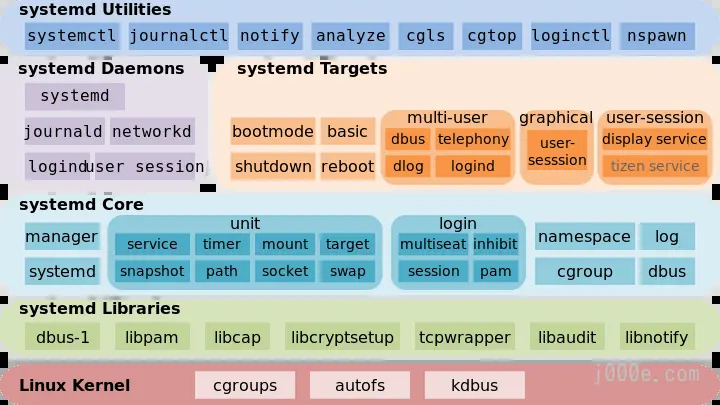 systemd Utilities
systemctl journalctl notify analyze cgls cgtop loginctl nspawn
systemd Daemons
systemd
journald networkd
logind user session
systemd Targets
bootmode basic
shutdown reboot
multi-user
dbus telephony
dlog logind
graphical
user-
sesssion
user-session
display service
tizen service
systemd Core
manager
systemd
unit
service timer mount target
snapshot path socket swap
login
multiseat inhibit
session pam
namespace log
cgroup dbus
systemd Libraries
dbus-1 libpam libcap libcryptsetup tcpwrapper libaudit libnotify
Linux Kernel cgroups autofs kdbus
j000e.com